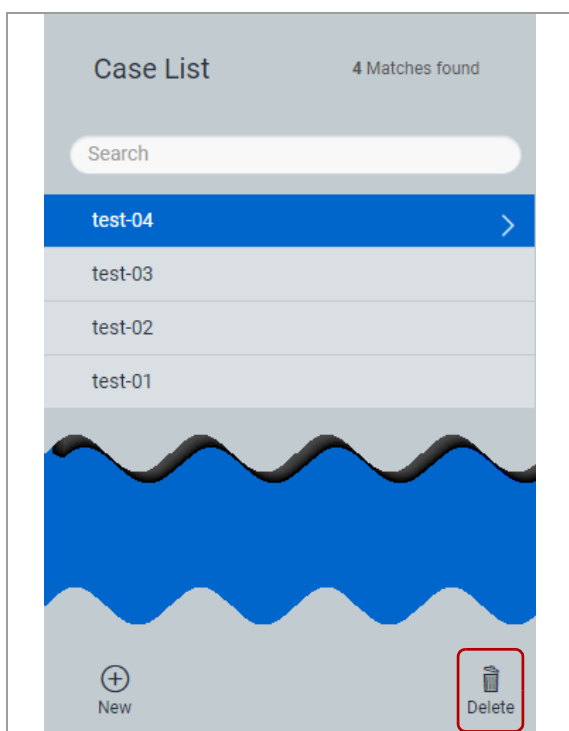 Case List
4 Matches found
Search
test-04
test-03
test-02
test-01
New
Delete